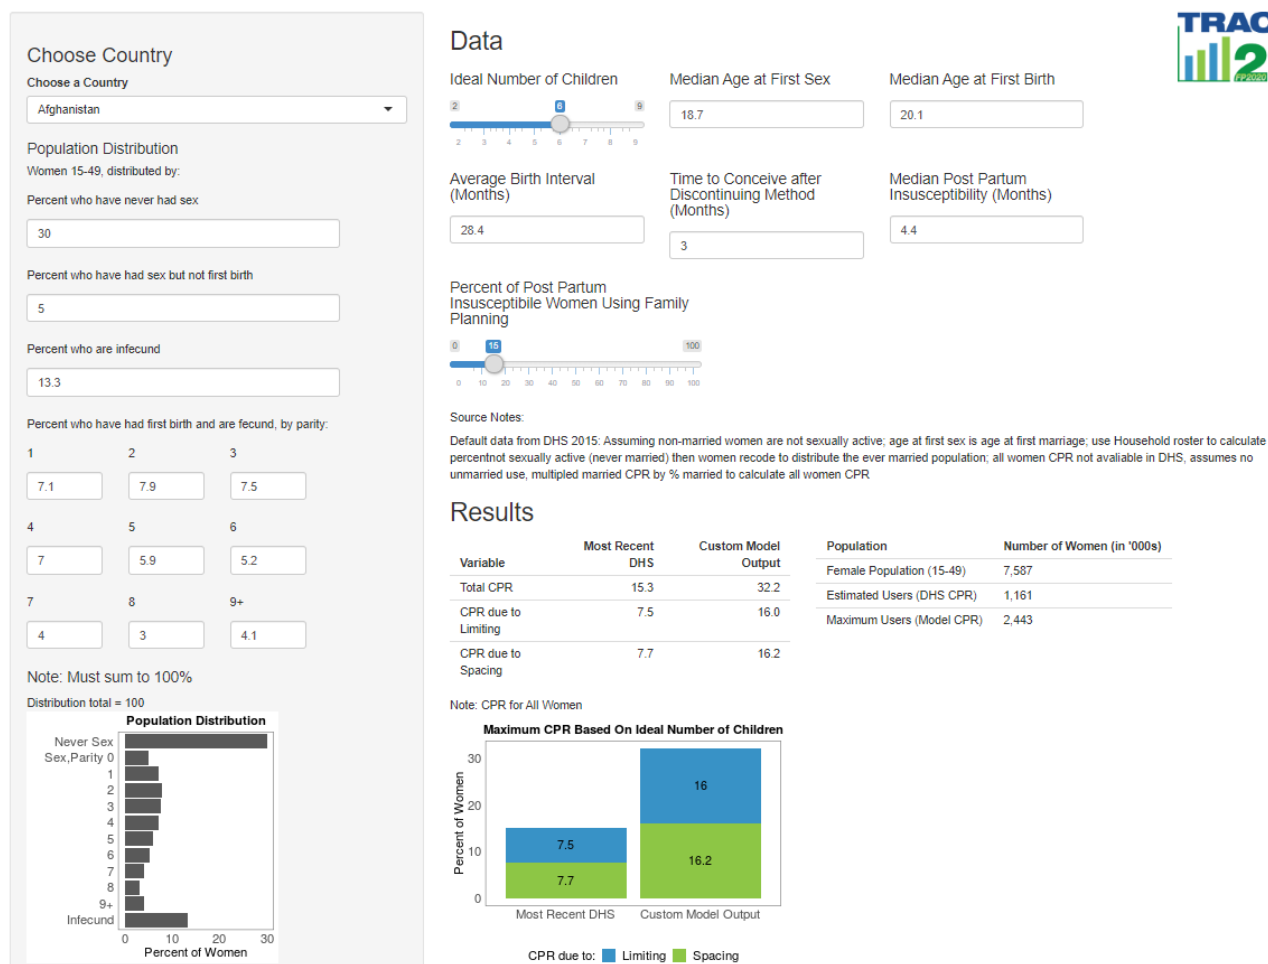 Choose Country
Choose a Country
Afghanistan
Population Distribution
Women 15-49, distributed by:
Percent who have never had sex
30
Percent who have had sex but not first birth
5
Percent who are infecund
13.3
Percent who have had first birth and are fecund, by parity:
1 2 3
7.1 7.9 7.5
4 5 6
7 5.9 5.2
7 8 9+
4 3 4.1
Note: Must sum to 100%
Distribution total = 100
Population Distribution
Never Sex
Sex,Parity 0
1
2
3
4
5
6
7
8
9+
Infecund
0 10 20 30
Percent of Women
TRAC
2
FP2020
Data
Ideal Number of Children
2 6 9
2 3 4 5 6 7 8 9
Median Age at First Sex
18.7
Median Age at First Birth
20.1
Average Birth Interval
(Months)
28.4
Time to Conceive after
Discontinuing Method
(Months)
3
Median Post Partum
Insusceptibility (Months)
4.4
Percent of Post Partum
Insusceptibile Women Using Family
Planning
0 15 100
0 10 20 30 40 50 60 70 80 90 100
Source Notes:
Default data from DHS 2015: Assuming non-married women are not sexually active; age at first sex is age at first marriage; use Household roster to calculate
percentnot sexually active (never married) then women recode to distribute the ever married population; all women CPR not avaliable in DHS, assumes no
unmarried use, multipled married CPR by % married to calculate all women CPR
Results
Variable Most Recent DHS Custom Model Output
Total CPR 15.3 32.2
CPR due to Limiting 7.5 16.0
CPR due to Spacing 7.7 16.2
Population Number of Women (in '000s)
Female Population (15-49) 7,587
Estimated Users (DHS CPR) 1,161
Maximum Users (Model CPR) 2,443
Note: CPR for All Women
Maximum CPR Based On Ideal Number of Children
Percent of Women
30
20
10
0
7.5
7.7
16
16.2
Most Recent DHS Custom Model Output
CPR due to: Limiting Spacing